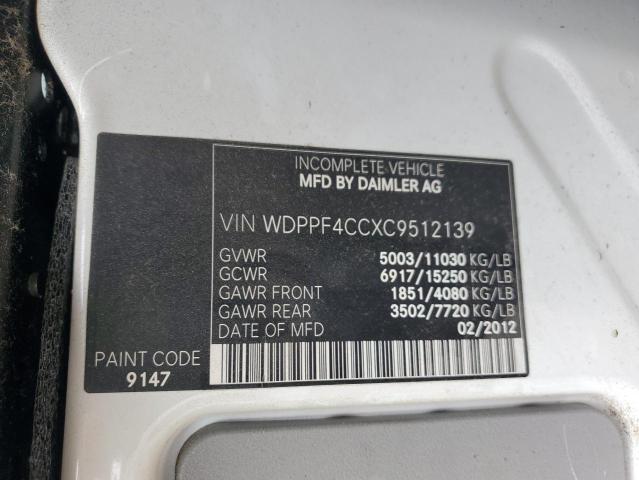 INCOMPLETE VEHICLE
MFD BY DAIMLER AG
VIN WDPPF4CCXC9512139
GVWR 5003/11030 KG/LB
GCWR 6917/15250 KG/LB
GAWR FRONT 1851/4080 KG/LB
GAWR REAR 3502/7720 KG/LB
DATE OF MFD 02/2012
PAINT CODE
9147